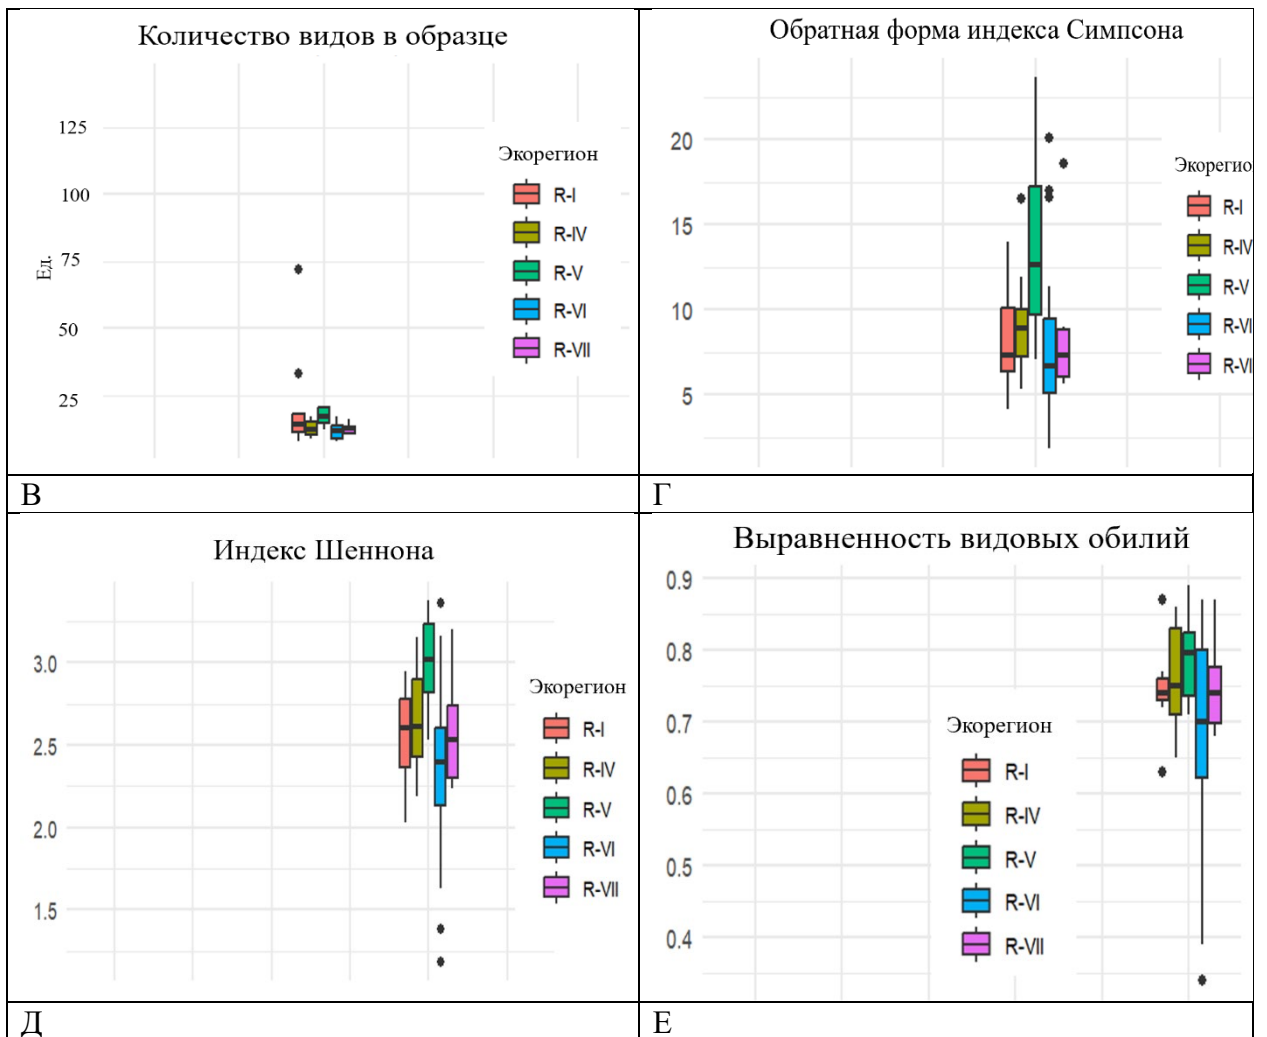 Количество видов в образце
125
100
75
50
25
Ед.
Экорегион
R-I
R-IV
R-V
R-VI
R-VII
Обратная форма индекса Симпсона
20
15
10
5
Экорегио
R-I
R-IV
R-V
R-VI
R-VI
В
Г
Индекс Шеннона
3.0
2.5
2.0
1.5
Экорегион
R-I
R-IV
R-V
R-VI
R-VII
Выравненность видовых обилий
0.9
0.8
0.7
0.6
0.5
0.4
Экорегион
R-I
R-IV
R-V
R-VI
R-VII
Д
Е